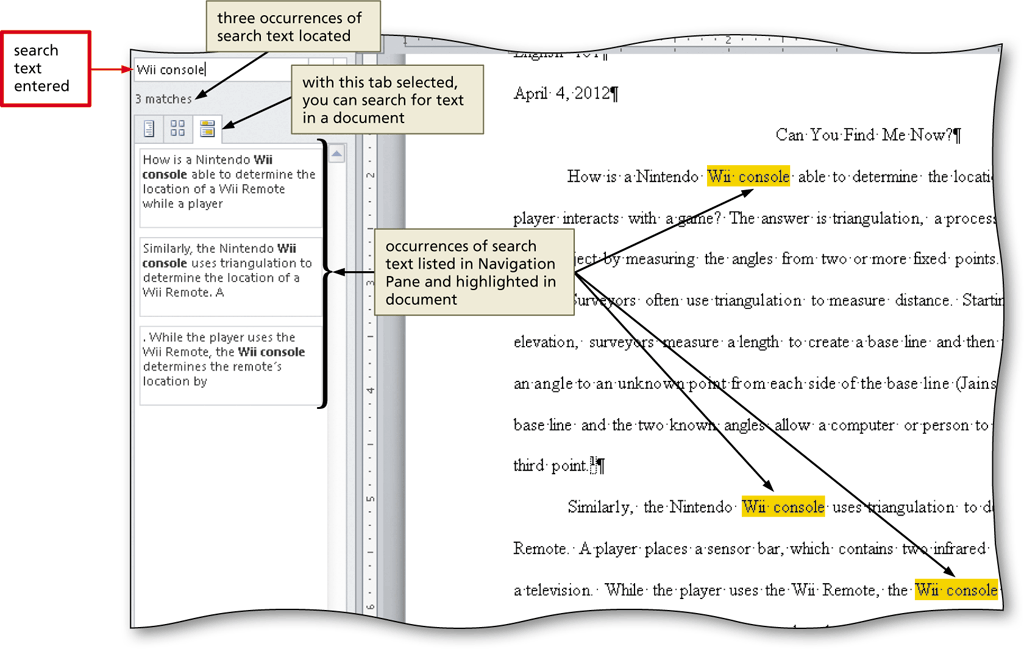 three occurrences of
search text located
search
text
entered
Wii console
3 matches
with this tab selected,
you can search for text
in a document
How is a Nintendo Wii
console able to determine the
location of a Wii Remote
while a player
Similarly, the Nintendo Wii
console uses triangulation to
determine the location of a
Wii Remote. A
. While the player uses the
Wii Remote, the Wii console
determines the remote's
location by
occurrences of search
text listed in Navigation
Pane and highlighted in
document
1
2
2
3
4
5
6
English 101¶
April 4, 2012¶
Can You Find Me Now?¶
How is a Nintendo Wii console able to determine the
player interacts with a game? The answer is triangulation, a process
by measuring the angles from two or more fixed points.
Surveyors often use triangulation to measure distance.
elevation, surveyors measure a length to create a base line and then
an angle to an unknown point from each side of the base line
base line and the two known angles allow a computer or person to
third point.¶
Similarly, the Nintendo Wii console uses triangulation to
Remote. A player places a sensor bar, which contains two infrared
a television. While the player uses the Wii Remote, the Wii console